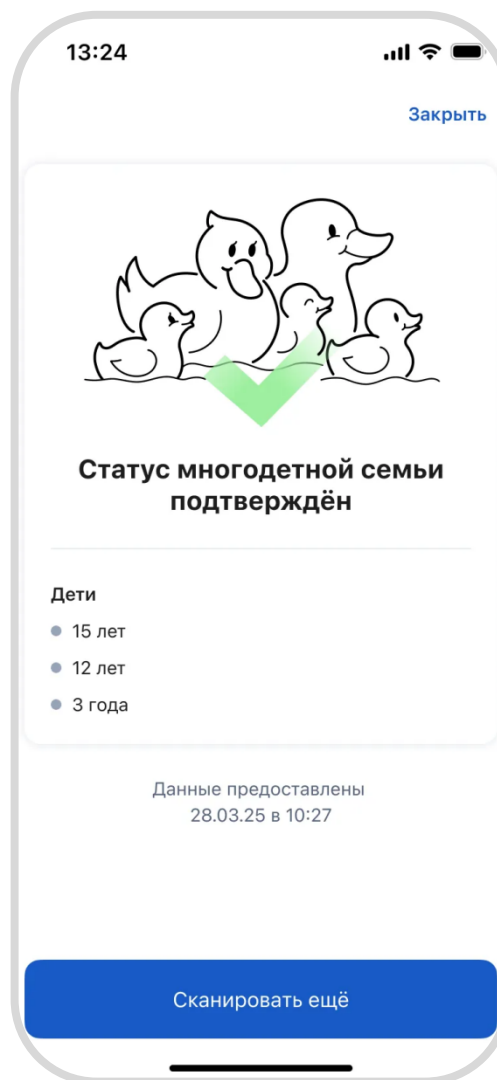 13:24
Закрыть
Статус многодетной семьи
подтверждён
Дети
15 лет
12 лет
3 года
Данные предоставлены
28.03.25 в 10:27
Сканировать ещё